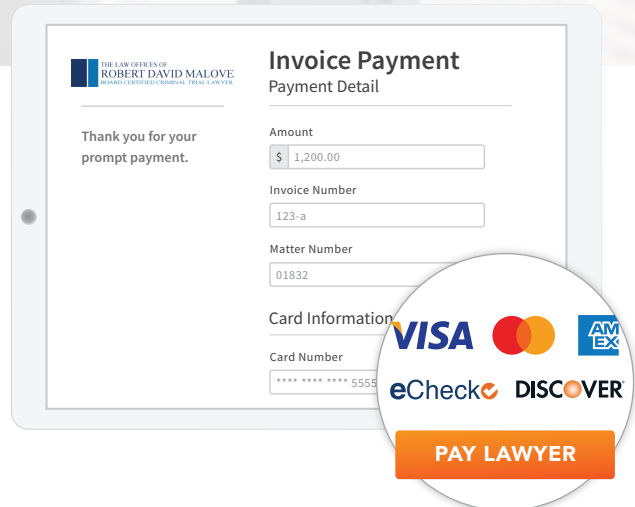 THE LAW OFFICES OF
ROBERT DAVID MALOVE
BOARD CERTIFIED CRIMINAL TRIAL LAWYER
Thank you for your
prompt payment.
Invoice Payment
Payment Detail
Amount
$ 1,200.00
Invoice Number
123-a
Matter Number
01832
Card Information
Card Number
**** **** **** 5555
VISA
AM
EX
eCheck
DISCOVER
PAY LAWYER